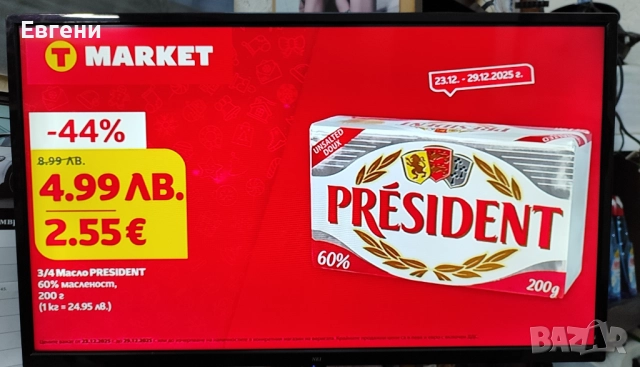 Евгени
T MARKET
23.12. - 29.12.2025 г.
-44%
8.99 ЛВ.
4.99 ЛВ.
2.55 €
3/4 Масло PRESIDENT
60% масленост,
200 г
(1 кг = 24.95 лв.)
UNSALTED
DOUX
PRÉSIDENT
60%
200g
BAZAR